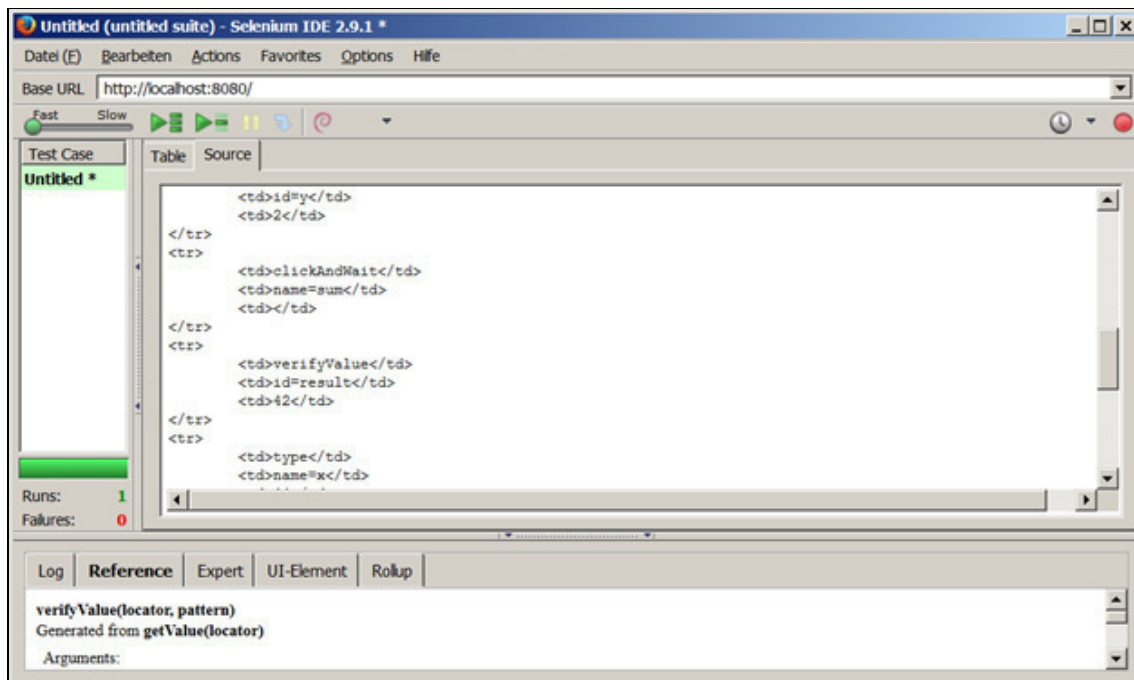 Untitled (untitled suite) - Selenium IDE 2.9.1 *
Datei (F) Bearbeiten Actions Favorites Options Hilfe
Base URL http://localhost:8080/
Fast Slow
Test Case
Untitled *
Table Source
<td>id=y</td>
<td>2</td>
</tr>
<tr>
<td>clickAndWait</td>
<td>name=sum</td>
<td></td>
</tr>
<tr>
<td>verifyValue</td>
<td>id=result</td>
<td>42</td>
</tr>
<tr>
<td>type</td>
<td>name=x</td>
Runs: 1
Failures: 0
Log Reference Expert UI-Element Rollup
verifyValue(locator, pattern)
Generated from getValue(locator)
Arguments: